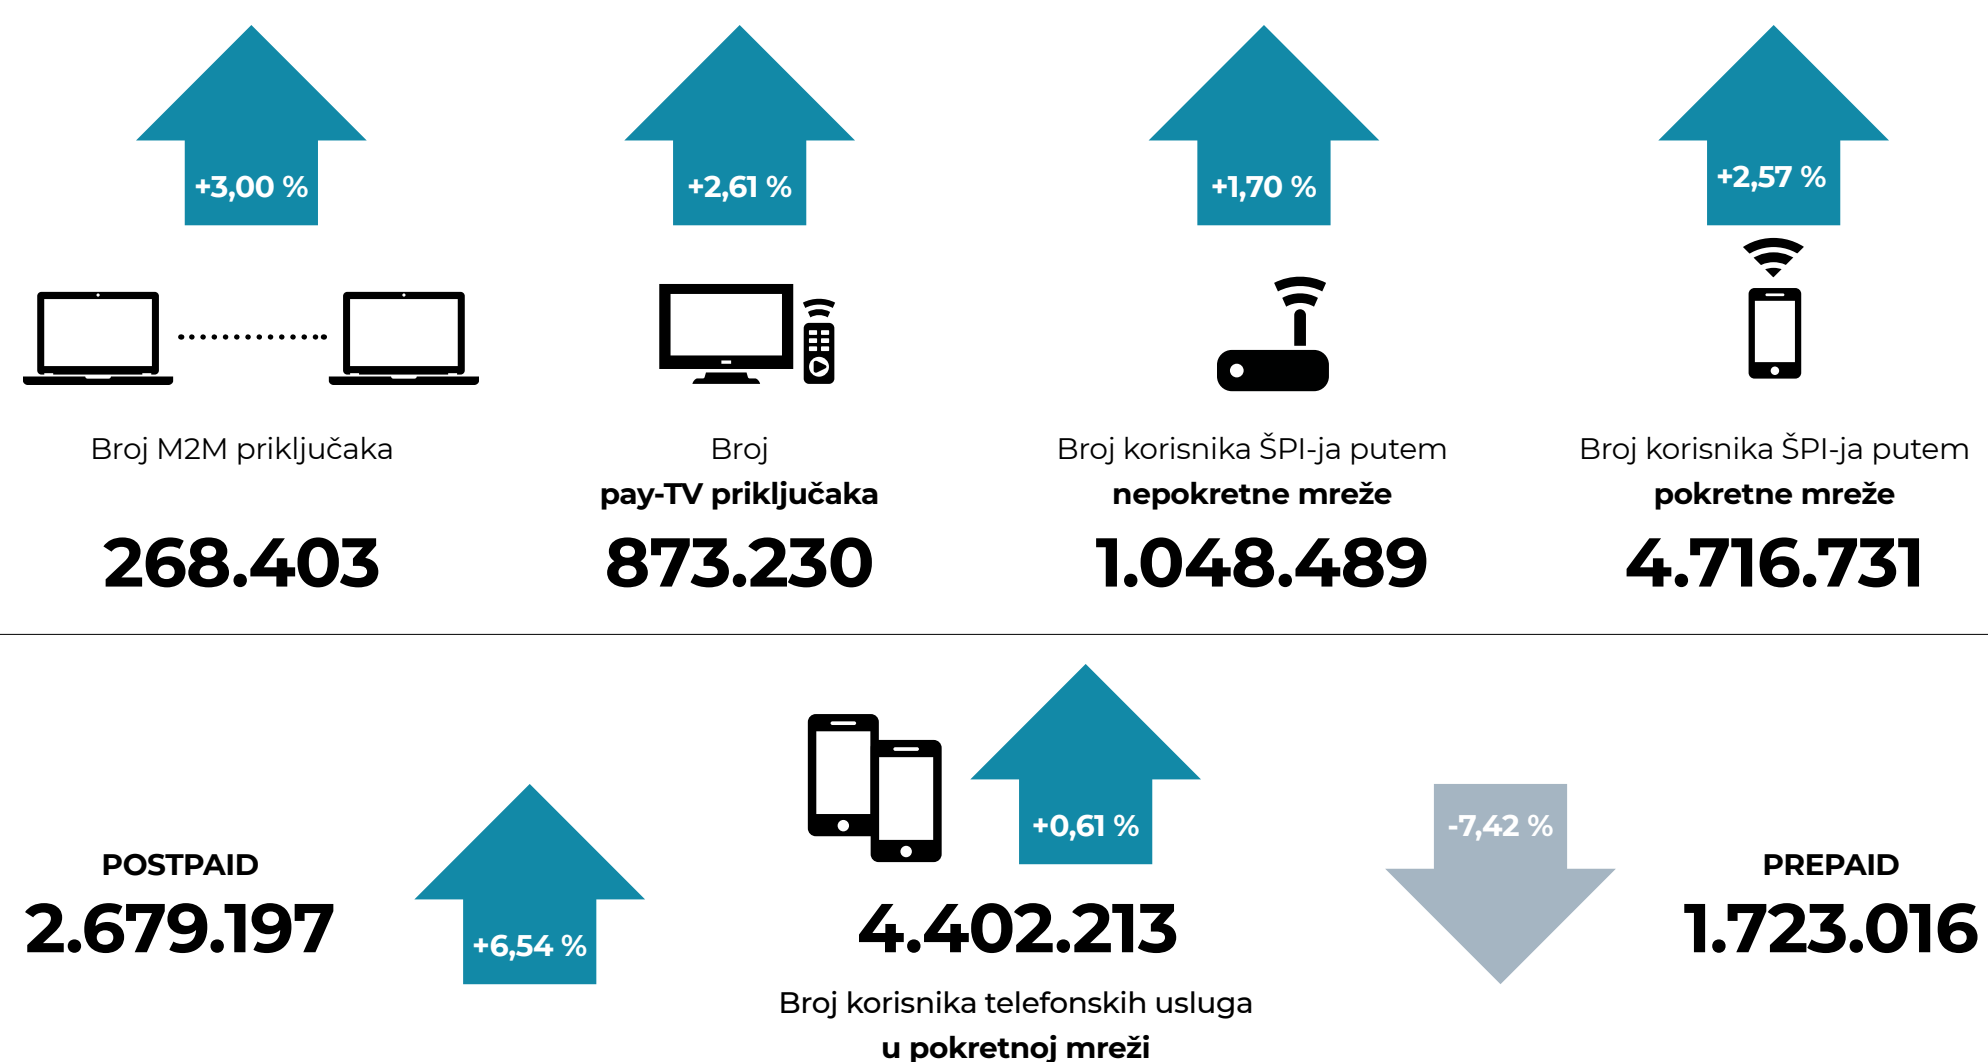 +3,00 %
+2,61 %
+1,70 %
+2,57 %
Broj M2M priključaka
268.403
Broj
pay-TV priključaka
873.230
Broj korisnika ŠPI-ja putem
nepokretne mreže
1.048.489
Broj korisnika ŠPI-ja putem
pokretne mreže
4.716.731
POSTPAID
2.679.197
+6,54 %
+0,61 %
4.402.213
Broj korisnika telefonskih usluga
u pokretnoj mreži
-7,42 %
PREPAID
1.723.016